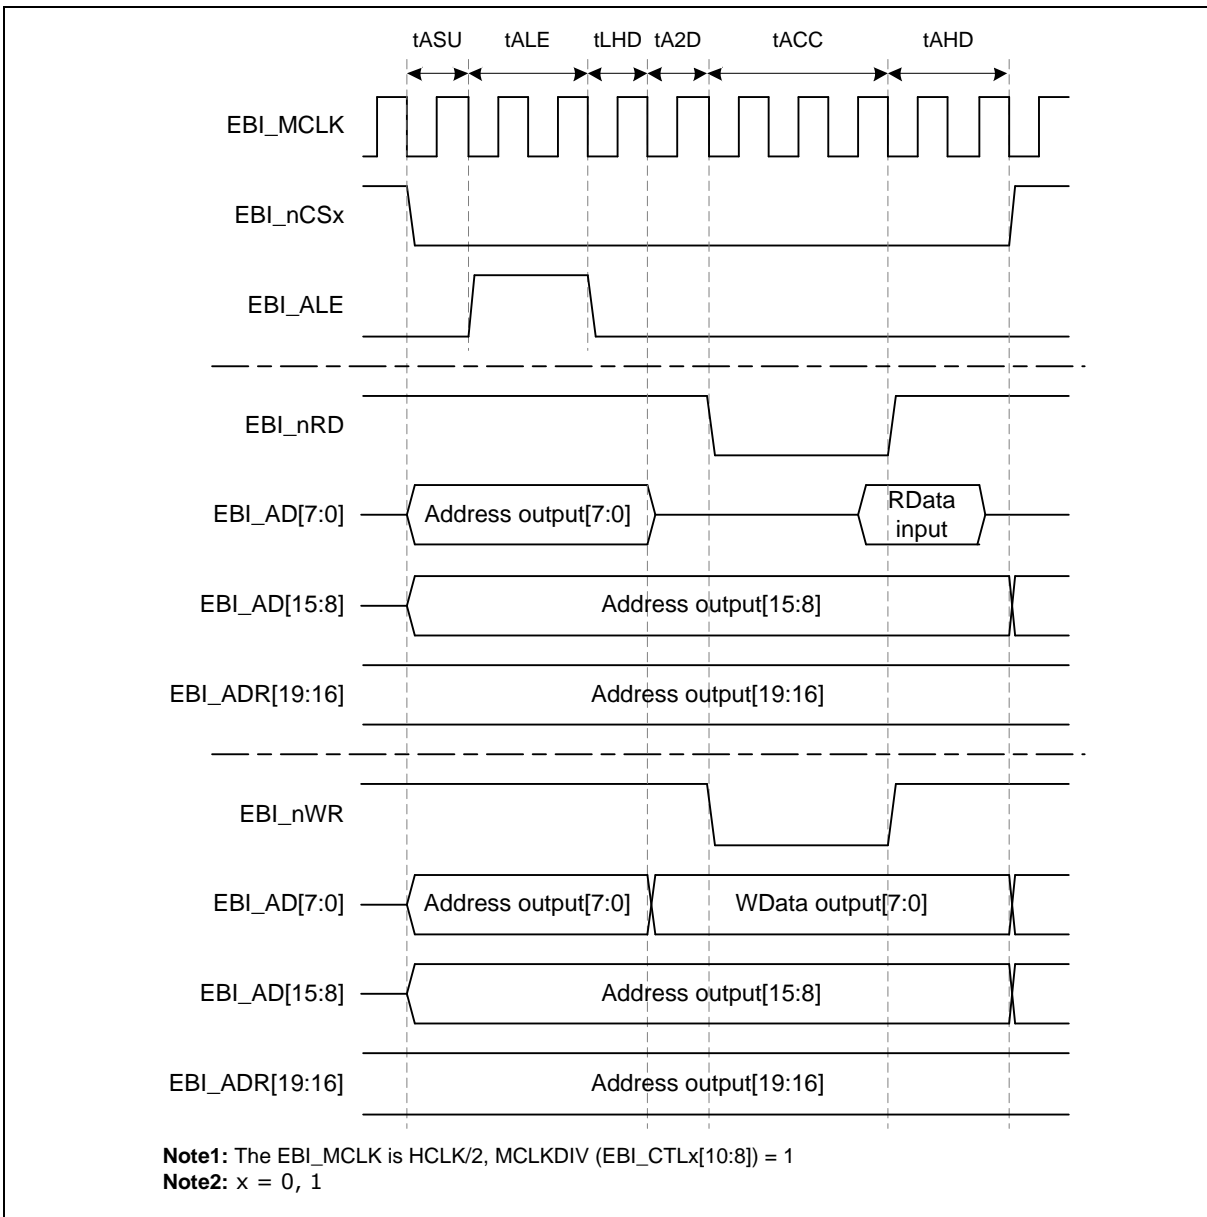 tASU tALE tLHD tA2D tACC tAHD
EBI_MCLK
EBI_nCSx
EBI_ALE
EBI_nRD
EBI_AD[7:0] Address output[7:0] RData
input
EBI_AD[15:8] Address output[15:8]
EBI_ADR[19:16] Address output[19:16]
EBI_nWR
EBI_AD[7:0] Address output[7:0] WData output[7:0]
EBI_AD[15:8] Address output[15:8]
EBI_ADR[19:16] Address output[19:16]
Note1: The EBI_MCLK is HCLK/2, MCLKDIV (EBI_CTLx[10:8]) = 1
Note2: x = 0, 1